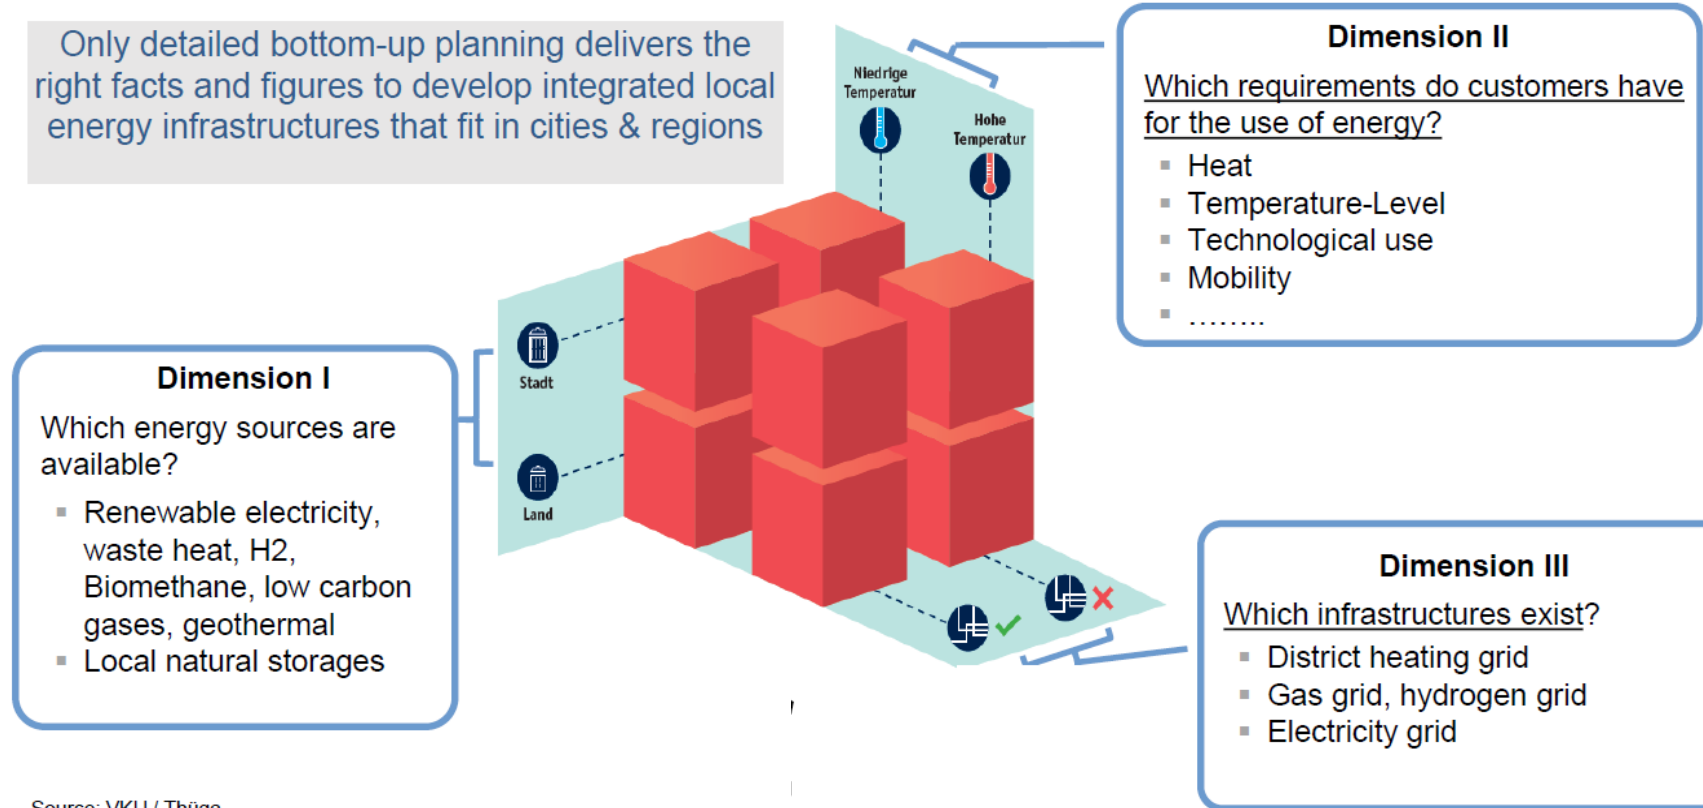 Only detailed bottom-up planning delivers the
right facts and figures to develop integrated local
energy infrastructures that fit in cities & regions
Niedrige
Temperatur
Hohe
Temperatur
Dimension II
Which requirements do customers have
for the use of energy?
▪ Heat
▪ Temperature-Level
▪ Technological use
▪ Mobility
▪ ……..
Stadt
Land
Dimension I
Which energy sources are
available?
▪ Renewable electricity,
waste heat, H2,
Biomethane, low carbon
gases, geothermal
▪ Local natural storages
Dimension III
Which infrastructures exist?
▪ District heating grid
▪ Gas grid, hydrogen grid
▪ Electricity grid
Source: VKU / Thüga